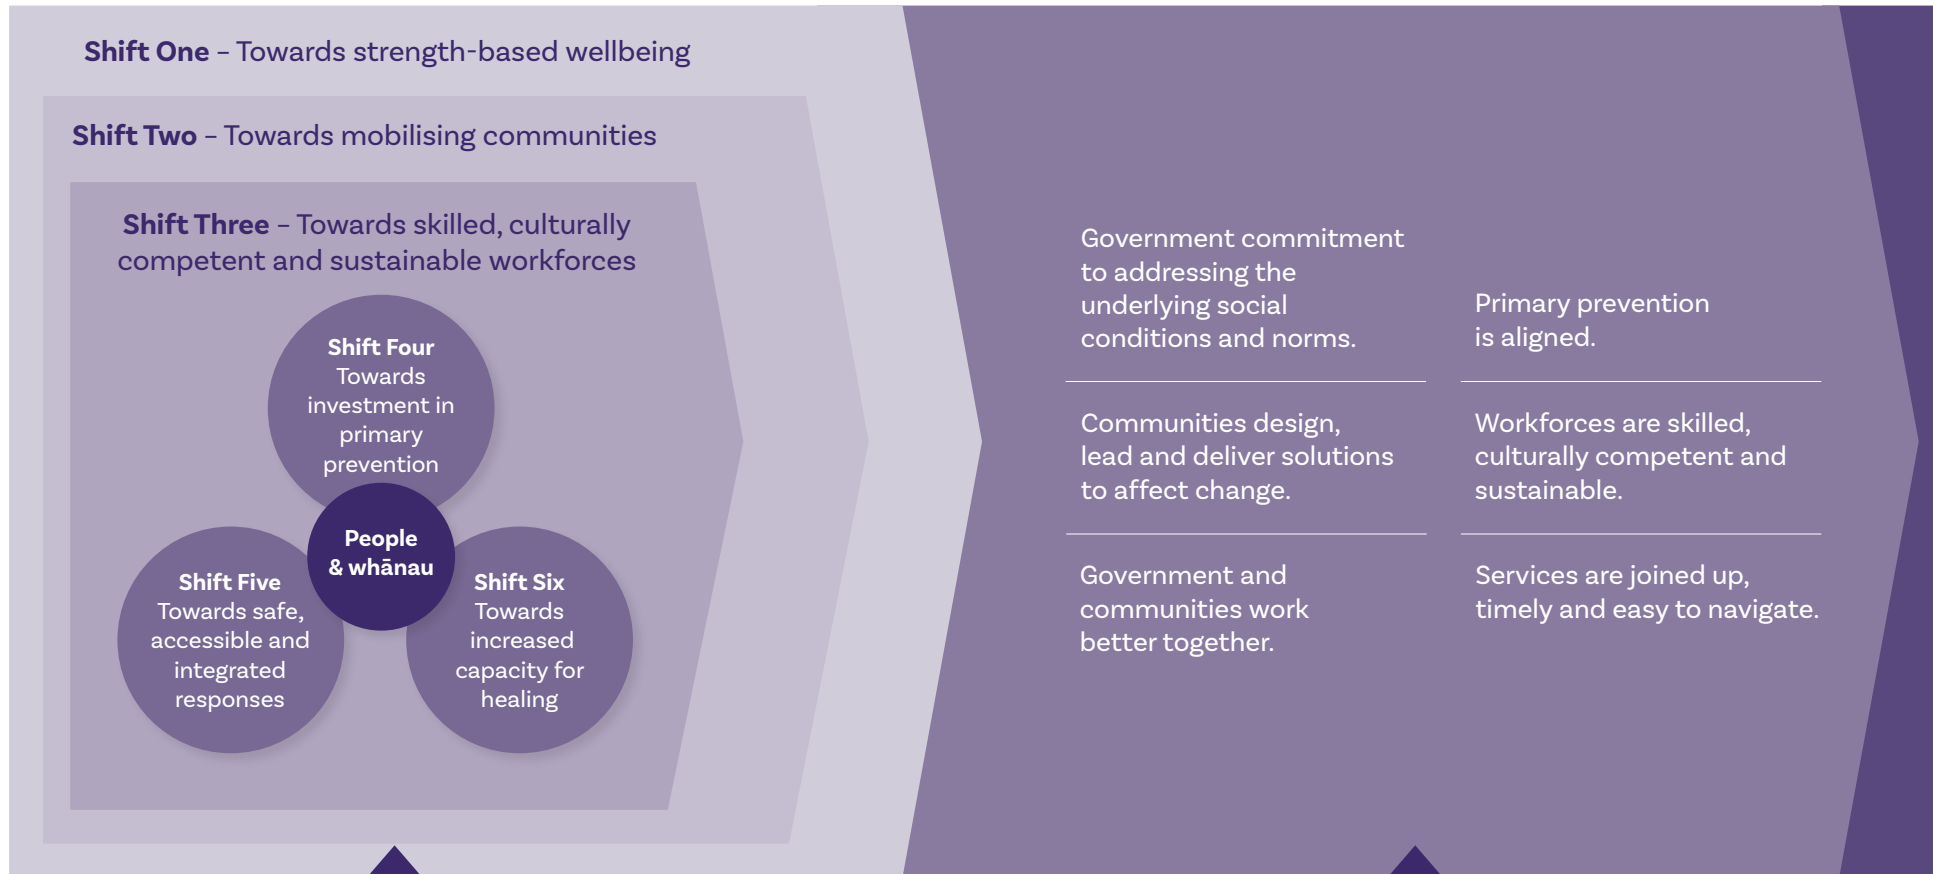 Shift One – Towards strength-based wellbeing
Shift Two – Towards mobilising communities
Shift Three – Towards skilled, culturally
competent and sustainable workforces
Shift Four
Towards
investment in
primary
prevention
People
& whānau
Shift Five
Towards safe,
accessible and
integrated
responses
Shift Six
Towards
increased
capacity for
healing
Government commitment
to addressing the
underlying social
conditions and norms.
Communities design,
lead and deliver solutions
to affect change.
Government and
communities work
better together.
Primary prevention
is aligned.
Workforces are skilled,
culturally competent and
sustainable.
Services are joined up,
timely and easy to navigate.